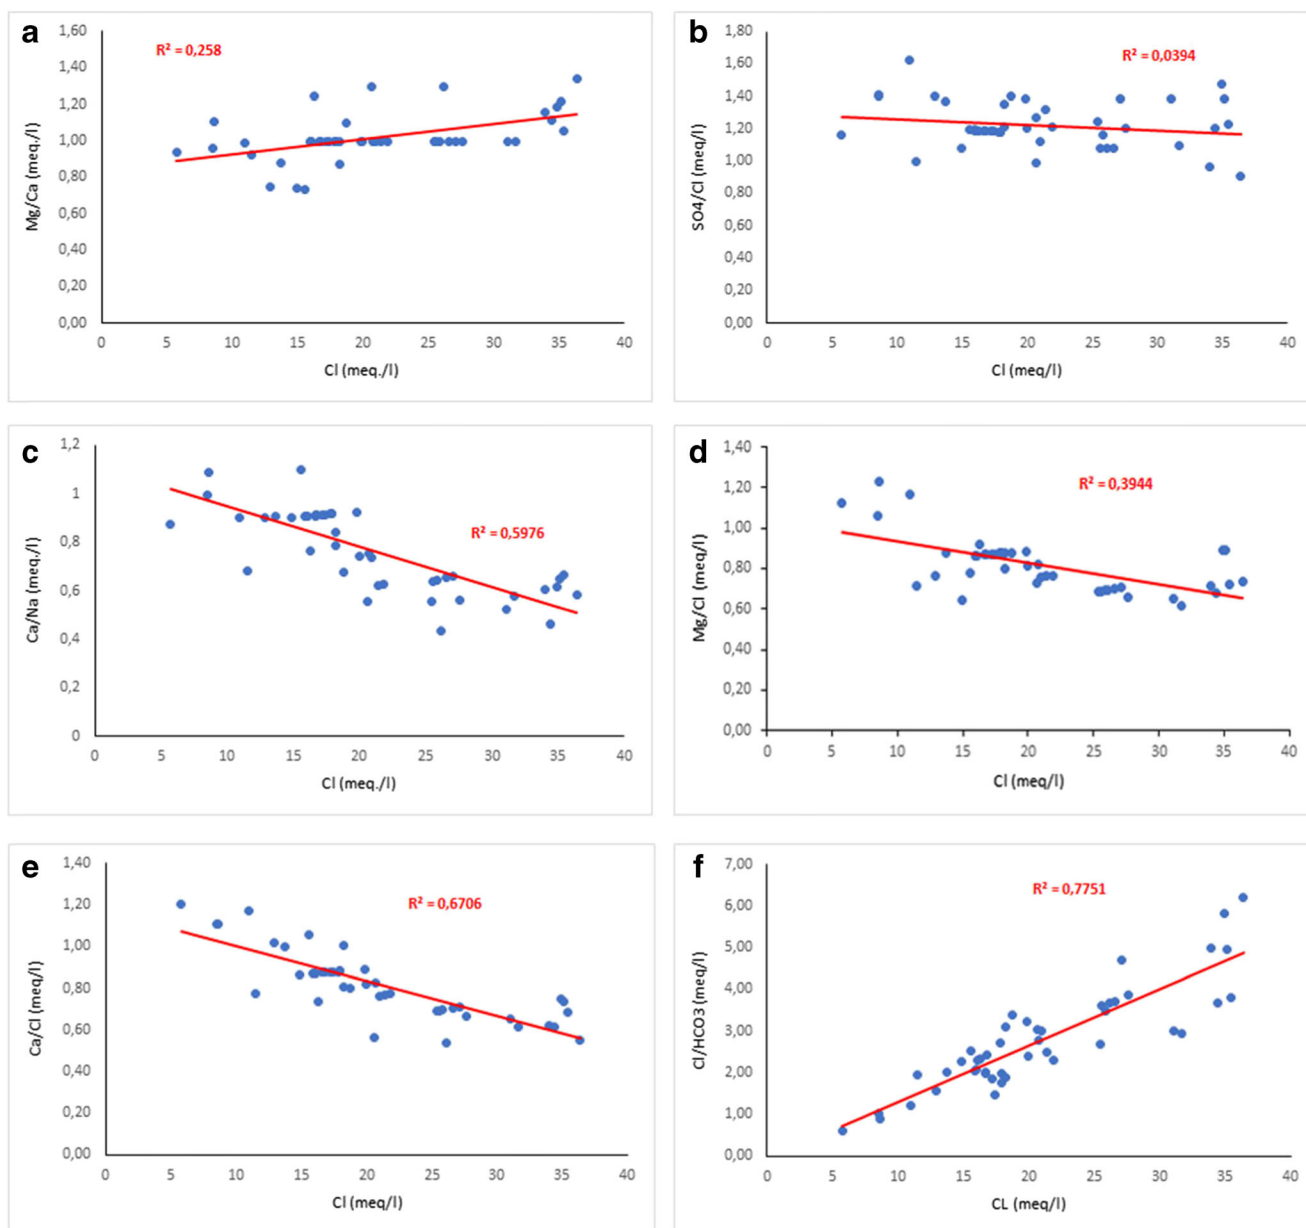 a
R² = 0,258
1,60
1,40
1,20
1,00
0,80
0,60
0,40
0,20
0,00
Mg/Ca (meq./l)
0 5 10 15 20 25 30 35 40
Cl (meq./l)
b
R² = 0,0394
1,80
1,60
1,40
1,20
1,00
0,80
0,60
0,40
0,20
0,00
SO4/Cl (meq/l)
0 5 10 15 20 25 30 35 40
Cl (meq/l)
c
R² = 0,5976
1,2
1
0,8
0,6
0,4
0,2
0
Ca/Na (meq./l)
0 5 10 15 20 25 30 35 40
Cl (meq./l)
d
R² = 0,3944
1,40
1,20
1,00
0,80
0,60
0,40
0,20
0,00
Mg/Cl (meq/l)
0 5 10 15 20 25 30 35 40
Cl (meq/l)
e
R² = 0,6706
1,40
1,20
1,00
0,80
0,60
0,40
0,20
0,00
Ca/Cl (meq/l)
0 5 10 15 20 25 30 35 40
Cl (meq/l)
f
R² = 0,7751
7,00
6,00
5,00
4,00
3,00
2,00
1,00
0,00
Cl/HCO3 (meq/l)
0 5 10 15 20 25 30 35 40
CL (meq/l)